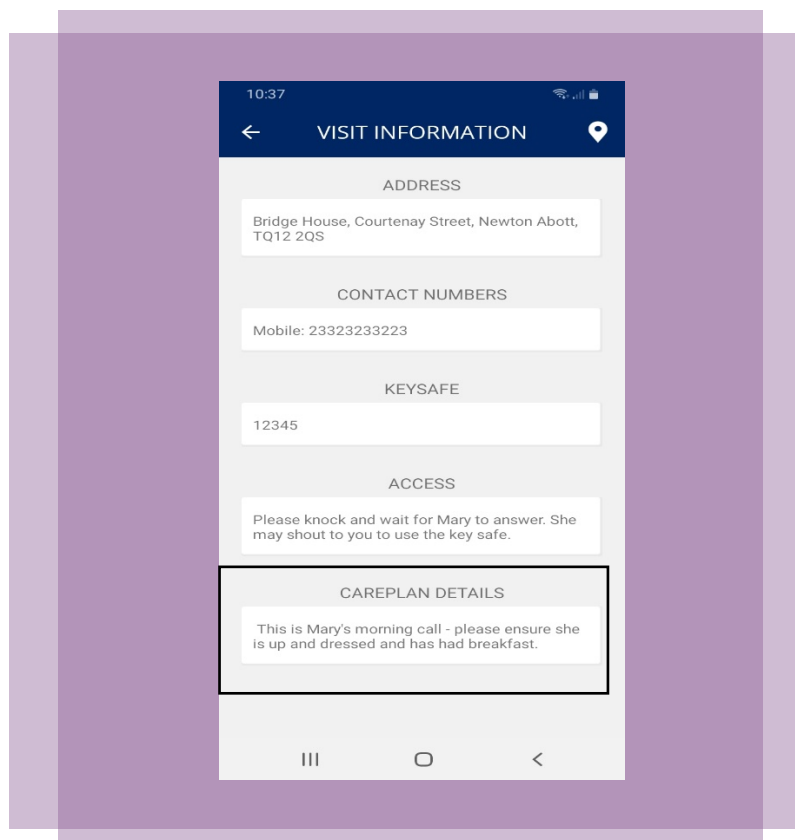 10:37
VISIT INFORMATION
ADDRESS
Bridge House, Courtenay Street, Newton Abott,
TQ12 2QS
CONTACT NUMBERS
Mobile: 23323233223
KEYSAFE
12345
ACCESS
Please knock and wait for Mary to answer. She
may shout to you to use the key safe.
CAREPLAN DETAILS
This is Mary's morning call - please ensure she
is up and dressed and has had breakfast.